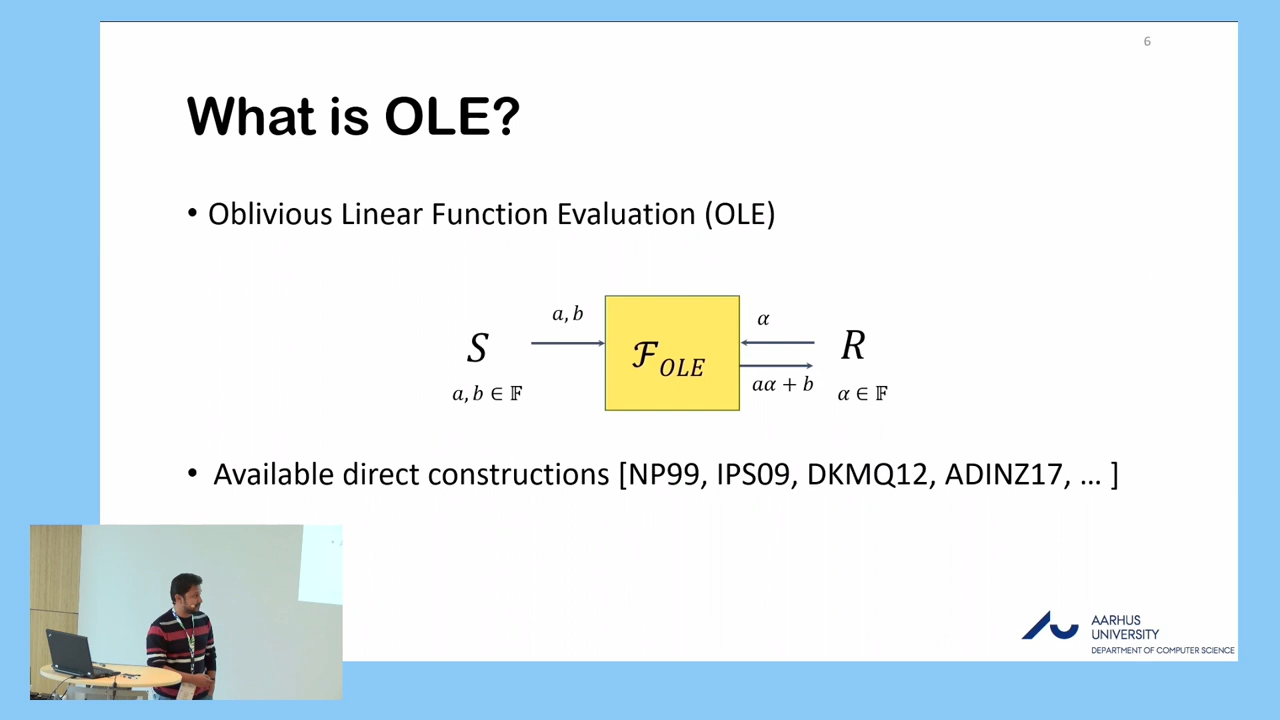 6
What is OLE?
• Oblivious Linear Function Evaluation (OLE)
a, b
α
S
ℱ_OLE
R
a, b ∈ 𝔽
aα + b
α ∈ 𝔽
• Available direct constructions [NP99, IPS09, DKMQ12, ADINZ17, … ]
AARHUS
UNIVERSITY
DEPARTMENT OF COMPUTER SCIENCE